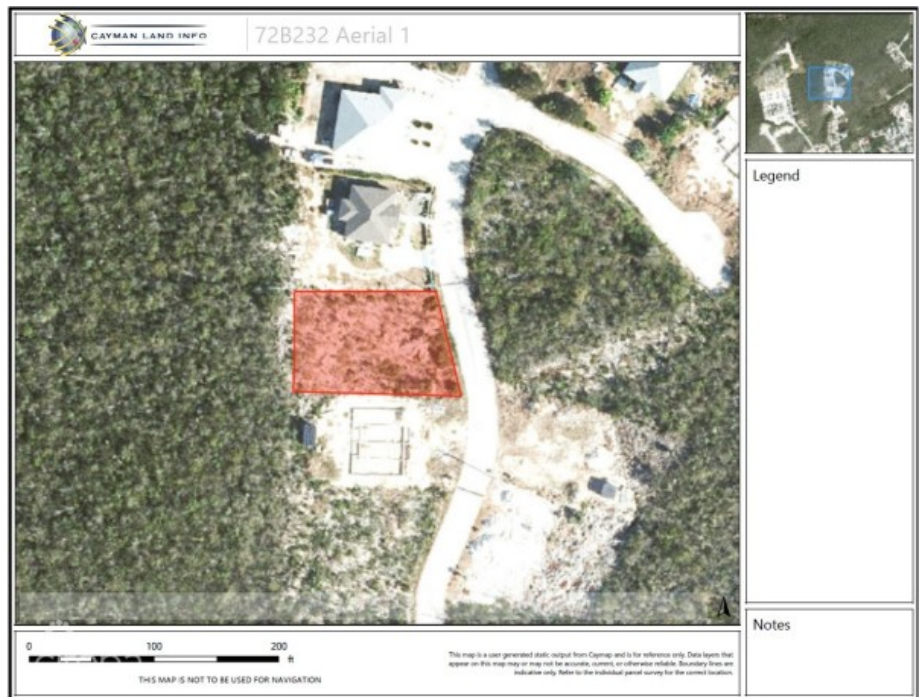 CAYMAN LAND INFO
72B232 Aerial 1
Legend
Notes
0 100 200
ft
THIS MAP IS NOT TO BE USED FOR NAVIGATION
This map is a user generated static output from Caymap and is for reference only. Data layers that
appear on this map may or may not be accurate, current, or otherwise reliable. Boundary lines are
indicative only. Refer to the individual parcel survey for the correct location.